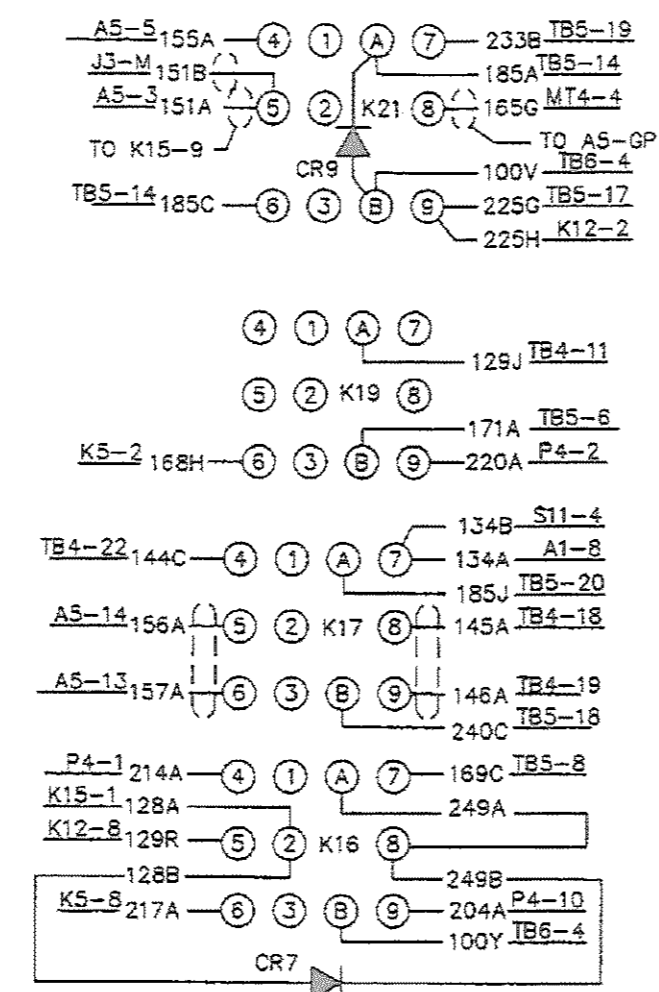 A5-5 155A 4 1 A 7 233B TB5-19
J3-M 151B 185A TB5-14
A5-3 151A 5 2 K21 8 165G MT4-4
TO K15-9 TO A5-GP
CR9 100V TB6-4
TB5-14 185C 6 3 B 9 225G TB5-17
225H K12-2
4 1 A 7
129J TB4-11
5 2 K19 8
171A TB5-6
K5-2 168H 6 3 B 9 220A P4-2
134B S11-4
TB4-22 144C 4 1 A 7 134A A1-8
185J TB5-20
A5-14 156A 5 2 K17 8 145A TB4-18
A5-13 157A 6 3 B 9 146A TB4-19
240C TB5-18
P4-1 214A 4 1 A 7 169C TB5-8
K15-1 128A 249A
K12-8 129R 5 2 K16 8
128B 249B
K5-8 217A 6 3 B 9 204A P4-10
100Y TB6-4
CR7